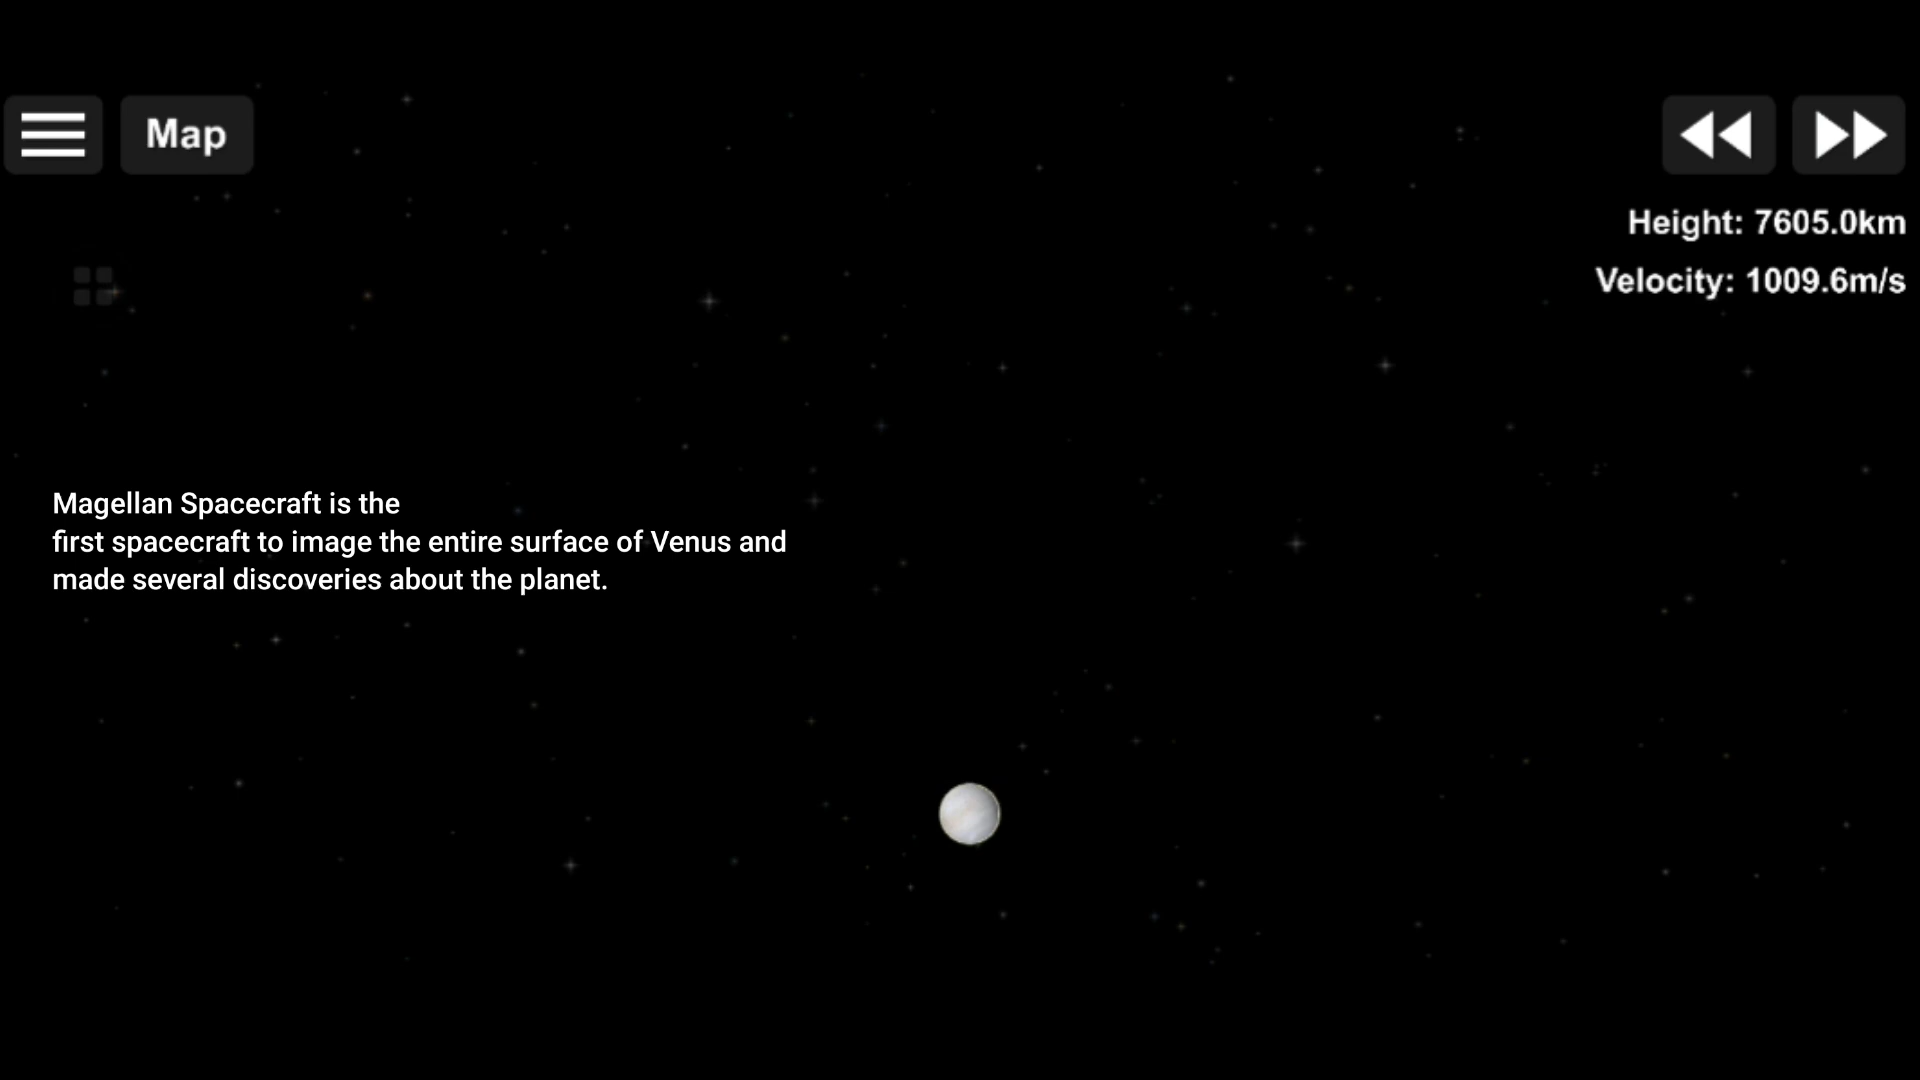 Map
Height: 7605.0km
Velocity: 1009.6m/s
Magellan Spacecraft is the
first spacecraft to image the entire surface of Venus and
made several discoveries about the planet.